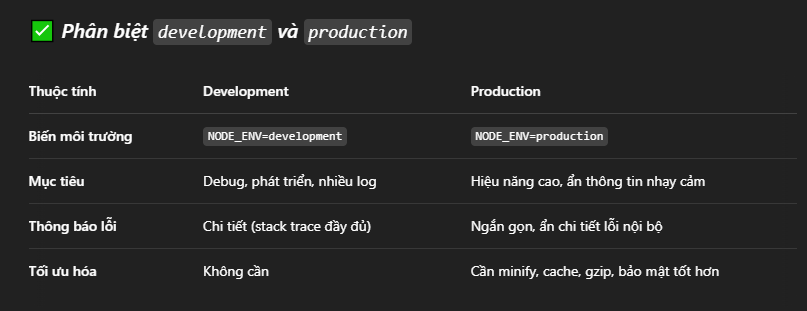 ✅ Phân biệt development và production
Thuộc tính Development Production
Biến môi trường NODE_ENV=development NODE_ENV=production
Mục tiêu Debug, phát triển, nhiều log Hiệu năng cao, ẩn thông tin nhạy cảm
Thông báo lỗi Chi tiết (stack trace đầy đủ) Ngắn gọn, ẩn chi tiết lỗi nội bộ
Tối ưu hóa Không cần Cần minify, cache, gzip, bảo mật tốt hơn